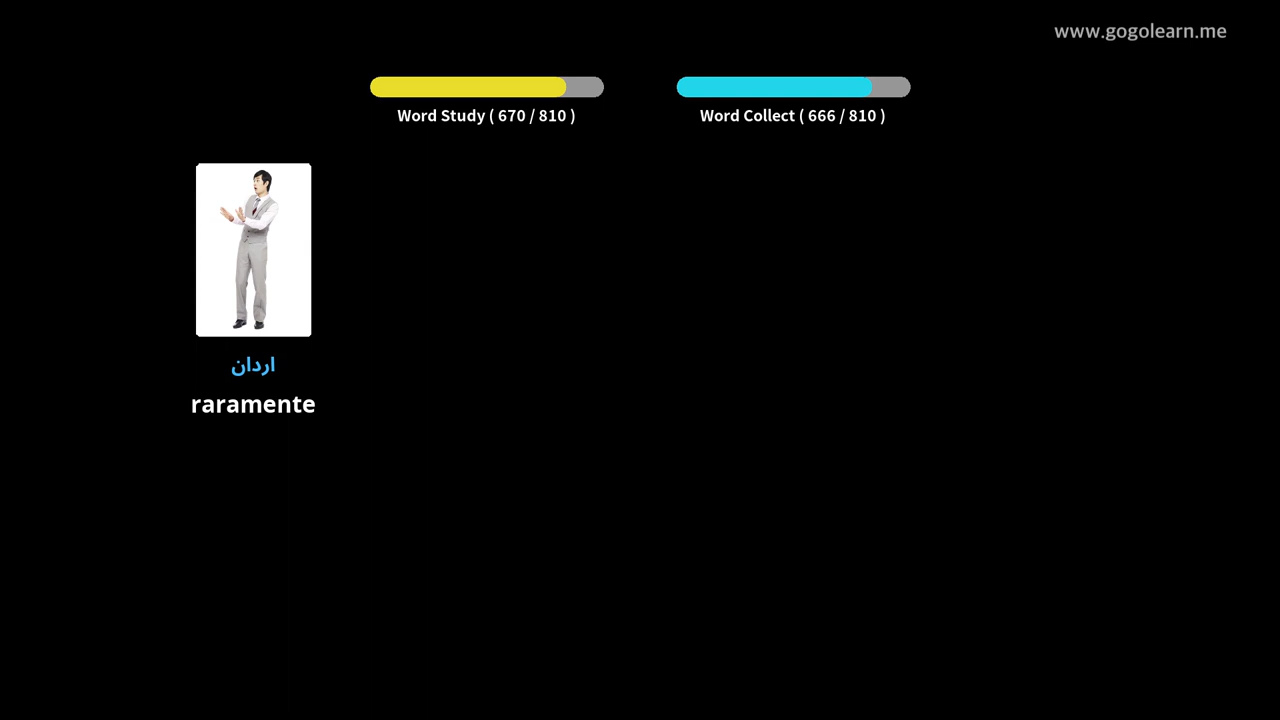 www.gogolearn.me
Word Study ( 670 / 810 )
Word Collect ( 666 / 810 )
اردان
raramente